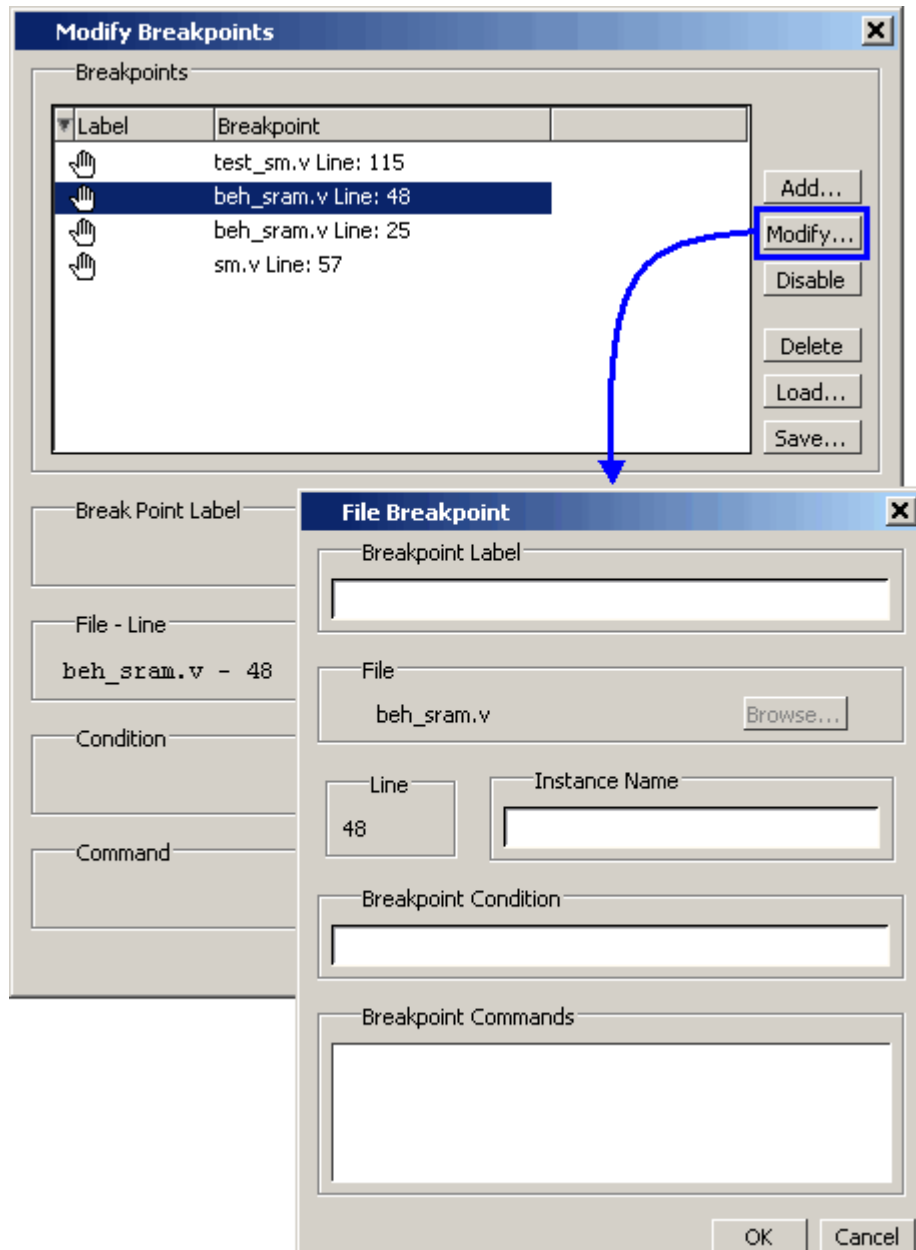 Modify Breakpoints
Breakpoints
Label Breakpoint
test_sm.v Line: 115
beh_sram.v Line: 48
beh_sram.v Line: 25
sm.v Line: 57
Add...
Modify...
Disable
Delete
Load...
Save...
Break Point Label
File - Line
beh_sram.v - 48
Condition
Command
File Breakpoint
Breakpoint Label
File
beh_sram.v Browse...
Line Instance Name
48
Breakpoint Condition
Breakpoint Commands
OK Cancel